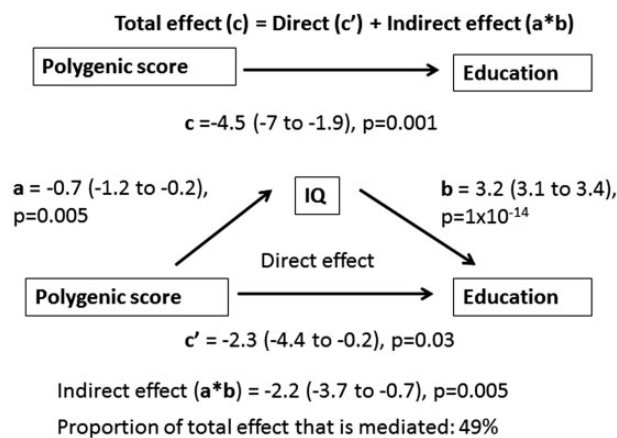 Total effect (c) = Direct (c’) + Indirect effect (a*b)
Polygenic score
Education
c =-4.5 (-7 to -1.9), p=0.001
a = -0.7 (-1.2 to -0.2),
p=0.005
IQ
b = 3.2 (3.1 to 3.4),
p=1x10⁻¹⁴
Direct effect
Polygenic score
Education
c’ = -2.3 (-4.4 to -0.2), p=0.03
Indirect effect (a*b) = -2.2 (-3.7 to -0.7), p=0.005
Proportion of total effect that is mediated: 49%